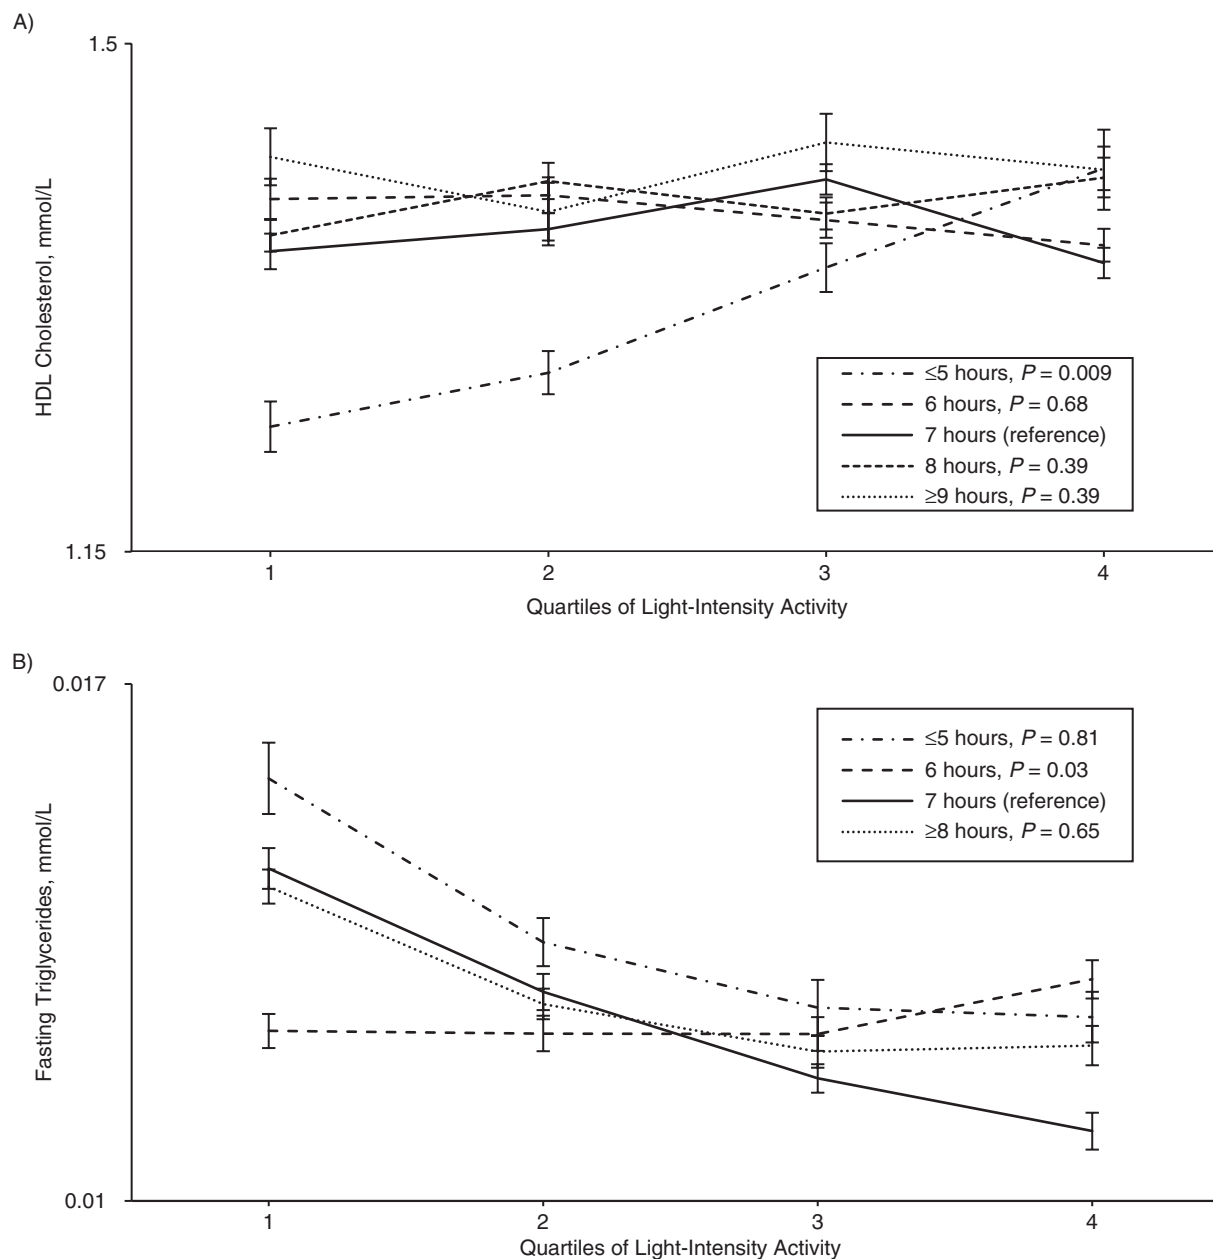 A)
1.5
HDL Cholesterol, mmol/L
≤5 hours, P = 0.009
6 hours, P = 0.68
7 hours (reference)
8 hours, P = 0.39
≥9 hours, P = 0.39
1.15
1 2 3 4
Quartiles of Light-Intensity Activity
B)
0.017
≤5 hours, P = 0.81
6 hours, P = 0.03
7 hours (reference)
≥8 hours, P = 0.65
Fasting Triglycerides, mmol/L
0.01
1 2 3 4
Quartiles of Light-Intensity Activity